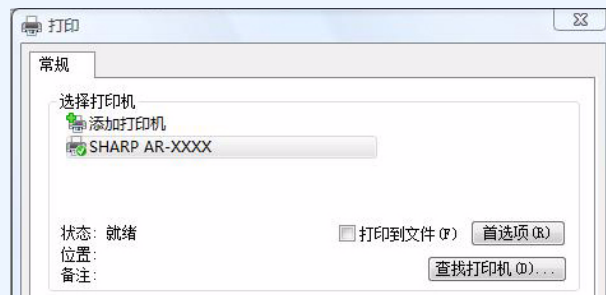 打印
常规
选择打印机
添加打印机
SHARP AR-XXXX
状态: 就绪
打印到文件(F)
首选项(R)
位置:
备注:
查找打印机(D)...